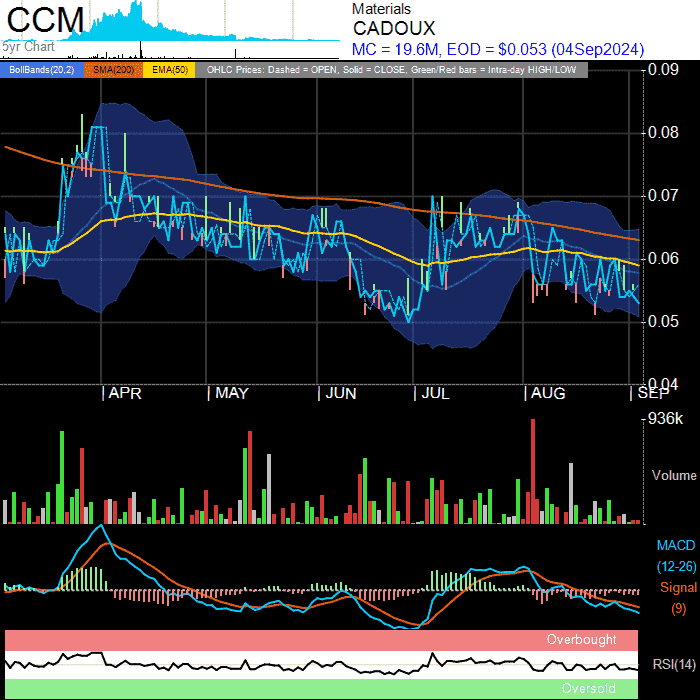 CCM
5yr Chart
Materials
CADOUX
MC = 19.6M, EOD = $0.053 (04Sep2024)
BollBands(20,2) SMA(200) EMA(50) OHLC Prices: Dashed = OPEN, Solid = CLOSE, Green/Red bars = Intra-day HIGH/LOW
0.09
0.08
0.07
0.06
0.05
0.04
APR MAY JUN JUL AUG SEP
936k
Volume
MACD
(12-26)
Signal
(9)
Overbought
RSI(14)
Oversold